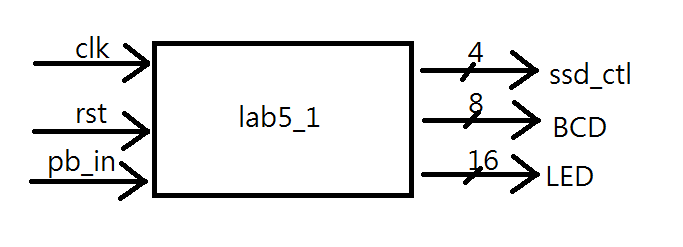 clk
rst
pb_in
lab5_1
4
ssd_ctl
8
BCD
16
LED